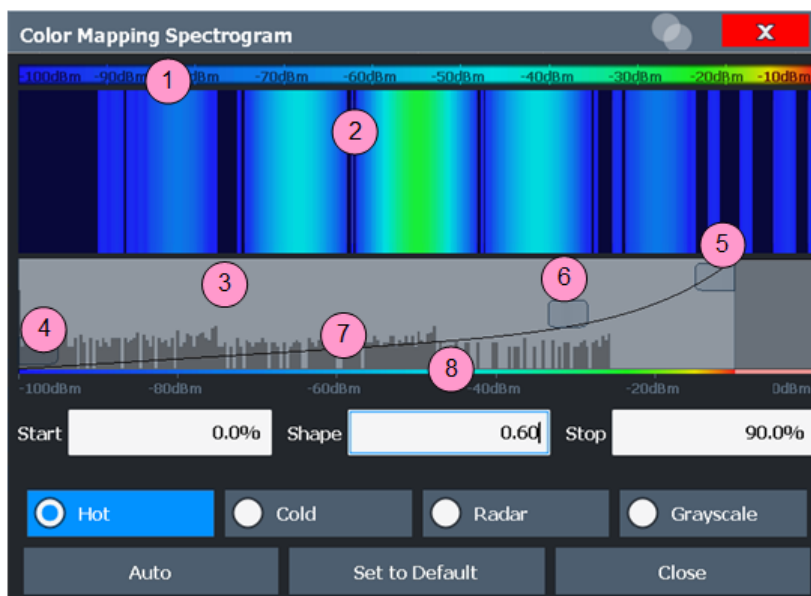 Color Mapping Spectrogram X
-100dBm -90dBm -70dBm -60dBm -50dBm -40dBm -30dBm -20dBm -10dBm
1
2
3
4
5
6
7
8
-100dBm -80dBm -60dBm -40dBm -20dBm 0dBm
Start 0.0% Shape 0.60 Stop 90.0%
Hot Cold Radar Grayscale
Auto Set to Default Close